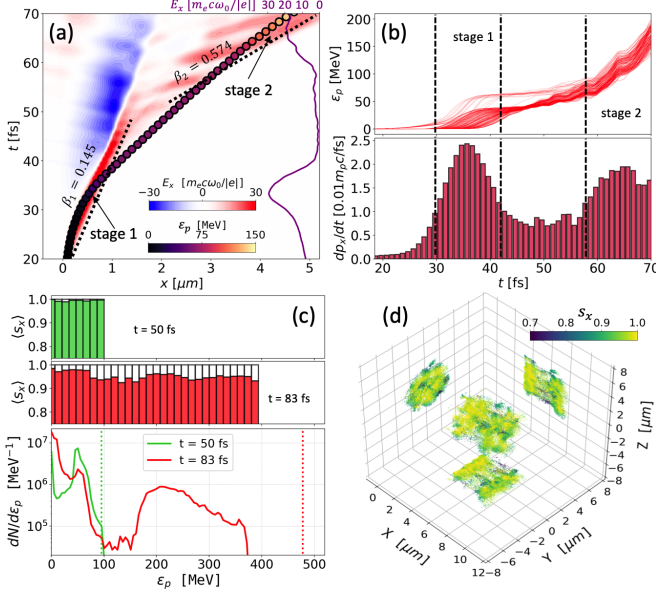 E_x [m_e cω_0/|e|] 30 20 10 0
(a)
70
60
50
40
30
20
t [fs]
β_2 = 0.574
stage 2
β_1 = 0.145
stage 1
E_x [m_e cω_0/|e|]
−30 0 30
ε_p [MeV]
0 75 150
0 1 2 3 4 5
x [μm]
(b)
stage 1
200
150
100
50
0
ε_p [MeV]
stage 2
2.5
2.0
1.5
1.0
0.5
0.0
dp_x/dt [0.01m_p c/fs]
20 30 40 50 60 70
t [fs]
(c)
1.0
0.9
0.8
⟨s_x⟩
t = 50 fs
1.0
0.9
0.8
⟨s_x⟩
t = 83 fs
10^7
10^6
10^5
dN/dε_p [MeV^−1]
t = 50 fs
t = 83 fs
0 100 200 300 400 500
ε_p [MeV]
(d)
s_x
0.7 0.8 0.9 1.0
8
6
4
2
0
−2
−4
−6
−8
Z [μm]
0 2 4 6 8 10 12
X [μm]
−8 −6 −4 −2 0 2 4 6 8
Y [μm]